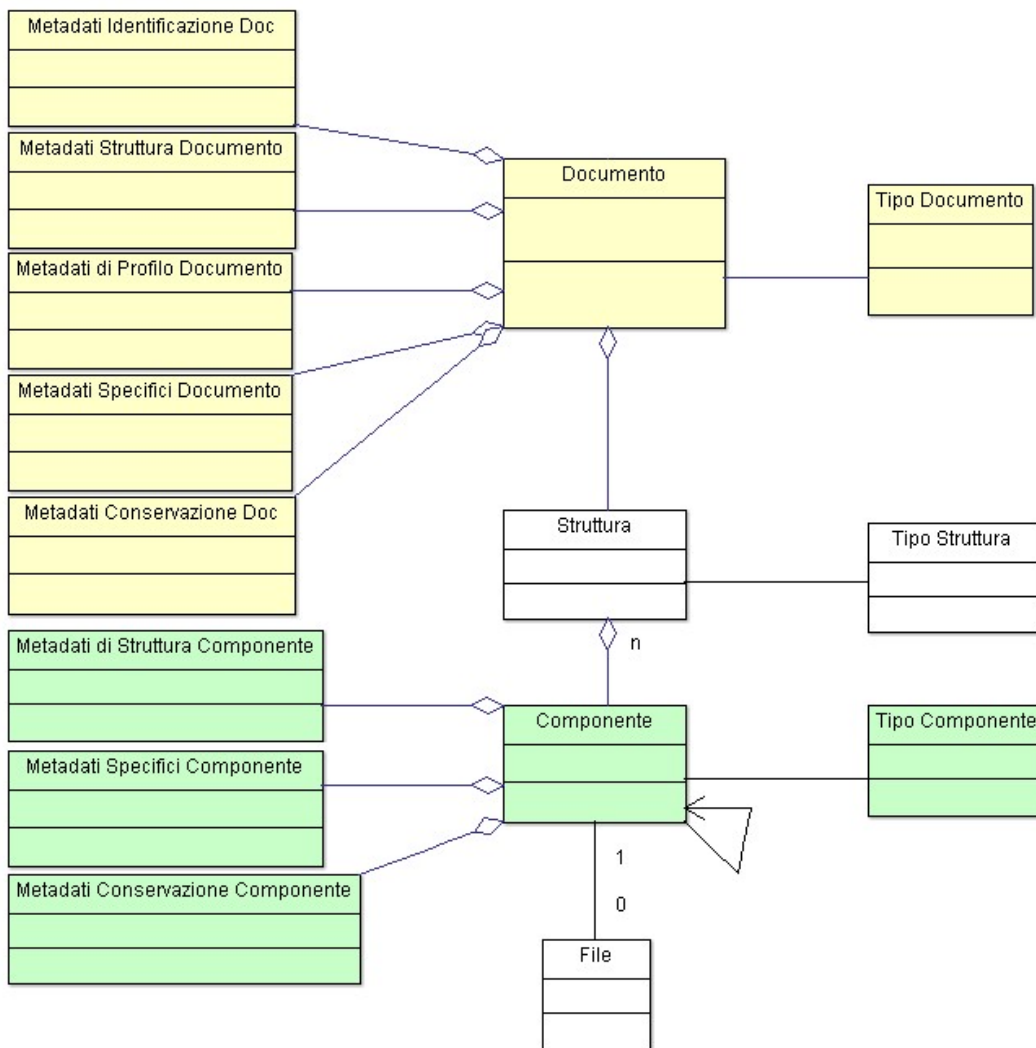 Metadati Identificazione Doc
Metadati Struttura Documento
Metadati di Profilo Documento
Metadati Specifici Documento
Metadati Conservazione Doc
Documento
Tipo Documento
Struttura
Tipo Struttura
n
Metadati di Struttura Componente
Metadati Specifici Componente
Metadati Conservazione Componente
Componente
Tipo Componente
1
0
File